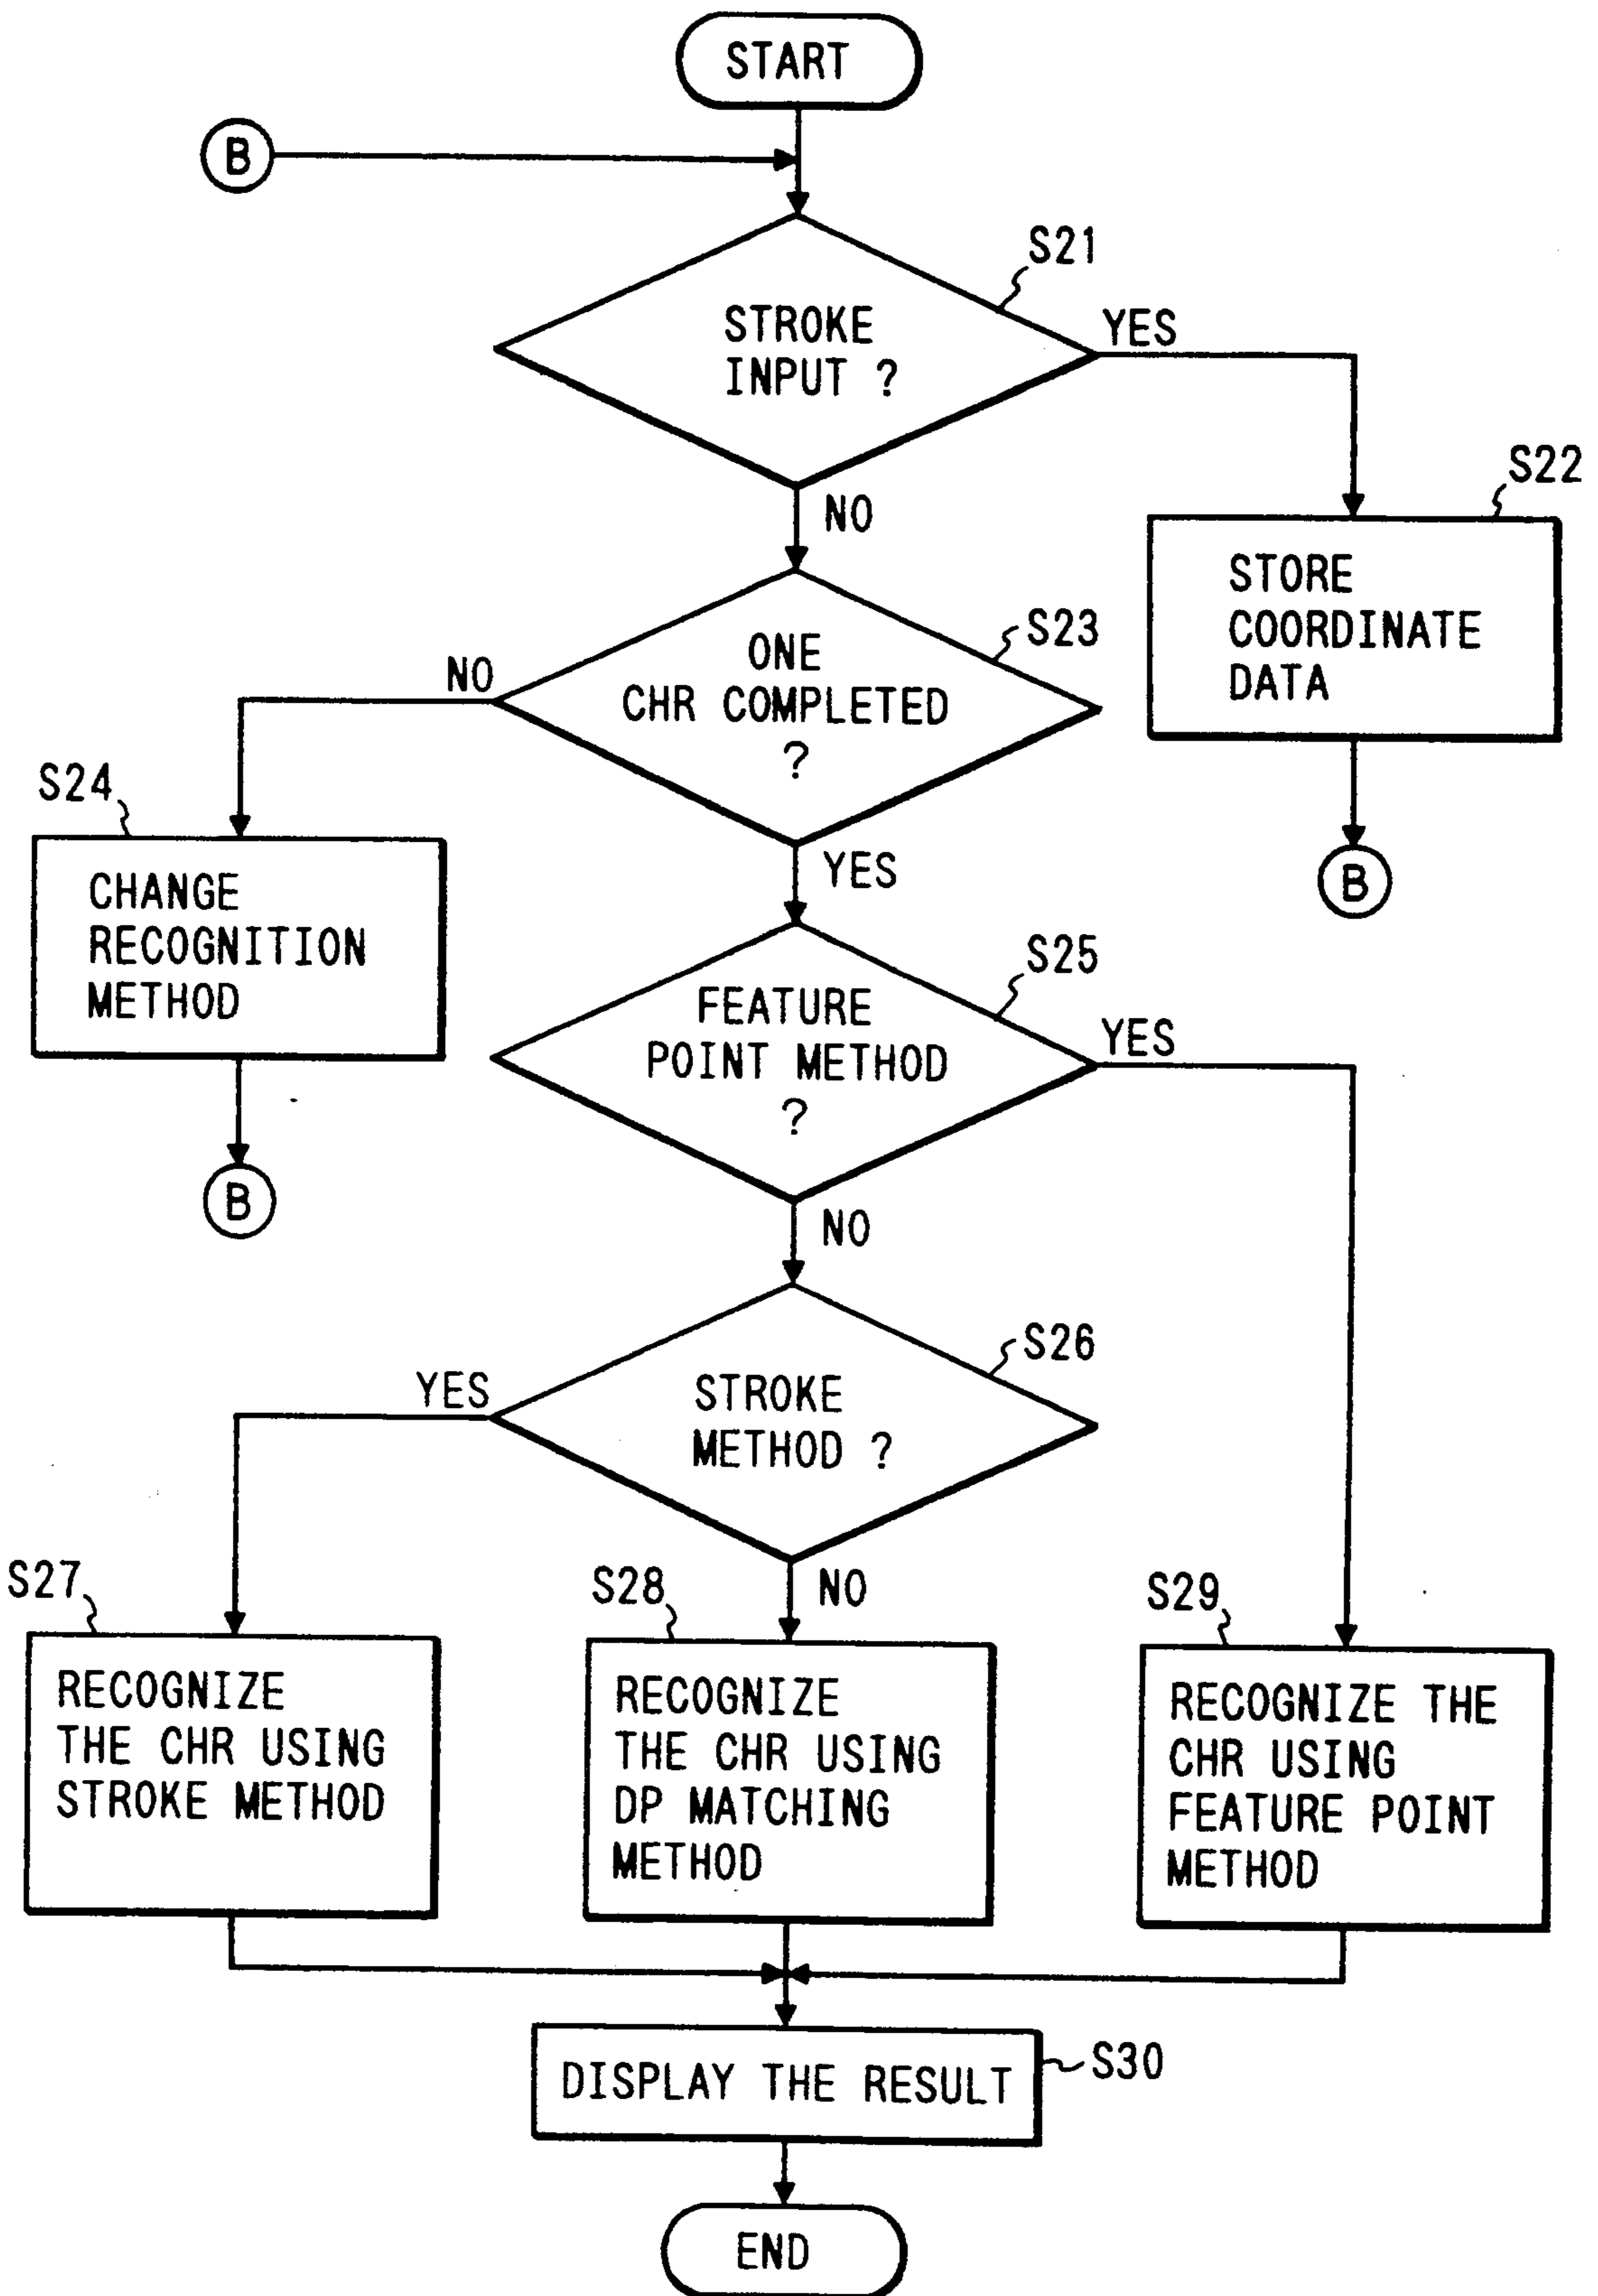 START
B
S21
STROKE
INPUT ?
YES
NO
S22
STORE
COORDINATE
DATA
B
S23
ONE
CHR COMPLETED
?
NO
YES
S24
CHANGE
RECOGNITION
METHOD
B
S25
FEATURE
POINT METHOD
?
YES
NO
S26
STROKE
METHOD ?
YES
NO
S27
RECOGNIZE
THE CHR USING
STROKE METHOD
S28
RECOGNIZE
THE CHR USING
DP MATCHING
METHOD
S29
RECOGNIZE THE
CHR USING
FEATURE POINT
METHOD
DISPLAY THE RESULT
S30
END